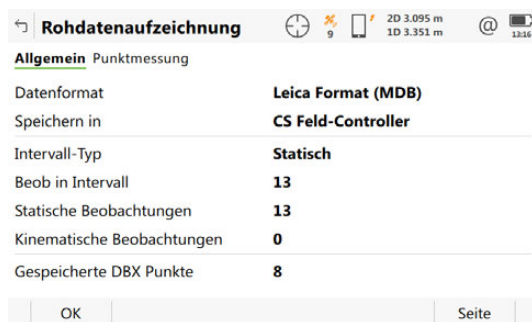 Rohdatenaufzeichnung 9 2D 3.095 m @
1D 3.351 m 13:16
Allgemein Punktmessung
Datenformat Leica Format (MDB)
Speichern in CS Feld-Controller
Intervall-Typ Statisch
Beob in Intervall 13
Statische Beobachtungen 13
Kinematische Beobachtungen 0
Gespeicherte DBX Punkte 8
OK Seite